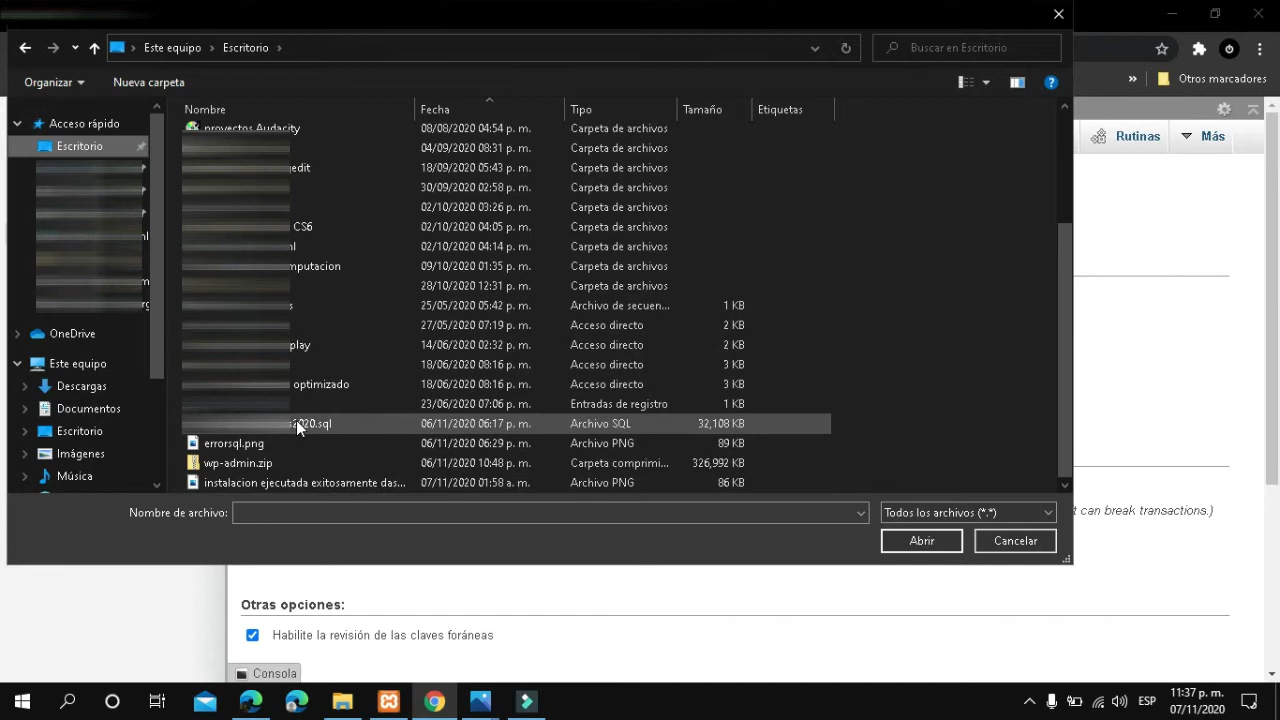 Este equipo > Escritorio >
Buscar en Escritorio
Organizar Nueva carpeta
Otros marcadores
Nombre Fecha Tipo Tamaño Etiquetas
Acceso rápido
Escritorio
OneDrive
Este equipo
Descargas
Documentos
Escritorio
Imágenes
Música
proyectos Audacity 08/08/2020 04:54 p. m. Carpeta de archivos
04/09/2020 08:31 p. m. Carpeta de archivos
edit 18/09/2020 05:43 p. m. Carpeta de archivos
30/09/2020 02:58 p. m. Carpeta de archivos
02/10/2020 03:26 p. m. Carpeta de archivos
CS6 02/10/2020 04:05 p. m. Carpeta de archivos
02/10/2020 04:14 p. m. Carpeta de archivos
mputacion 09/10/2020 01:35 p. m. Carpeta de archivos
28/10/2020 12:31 p. m. Carpeta de archivos
s 25/05/2020 05:42 p. m. Archivo de secuen... 1 KB
27/05/2020 07:19 p. m. Acceso directo 2 KB
play 14/06/2020 02:32 p. m. Acceso directo 2 KB
18/06/2020 08:16 p. m. Acceso directo 3 KB
optimizado 18/06/2020 08:16 p. m. Acceso directo 3 KB
23/06/2020 07:06 p. m. Entradas de registro 1 KB
2020.sql 06/11/2020 06:17 p. m. Archivo SQL 32,108 KB
errorsql.png 06/11/2020 06:29 p. m. Archivo PNG 89 KB
wp-admin.zip 06/11/2020 10:48 p. m. Carpeta comprimi... 326,992 KB
instalacion ejecutada exitosamente das... 07/11/2020 01:58 a. m. Archivo PNG 86 KB
Nombre de archivo:
Todos los archivos (*.*)
Abrir Cancelar
Rutinas Más
t can break transactions.)
Otras opciones:
Habilite la revisión de las claves foráneas
Consola
ESP
11:37 p. m.
07/11/2020